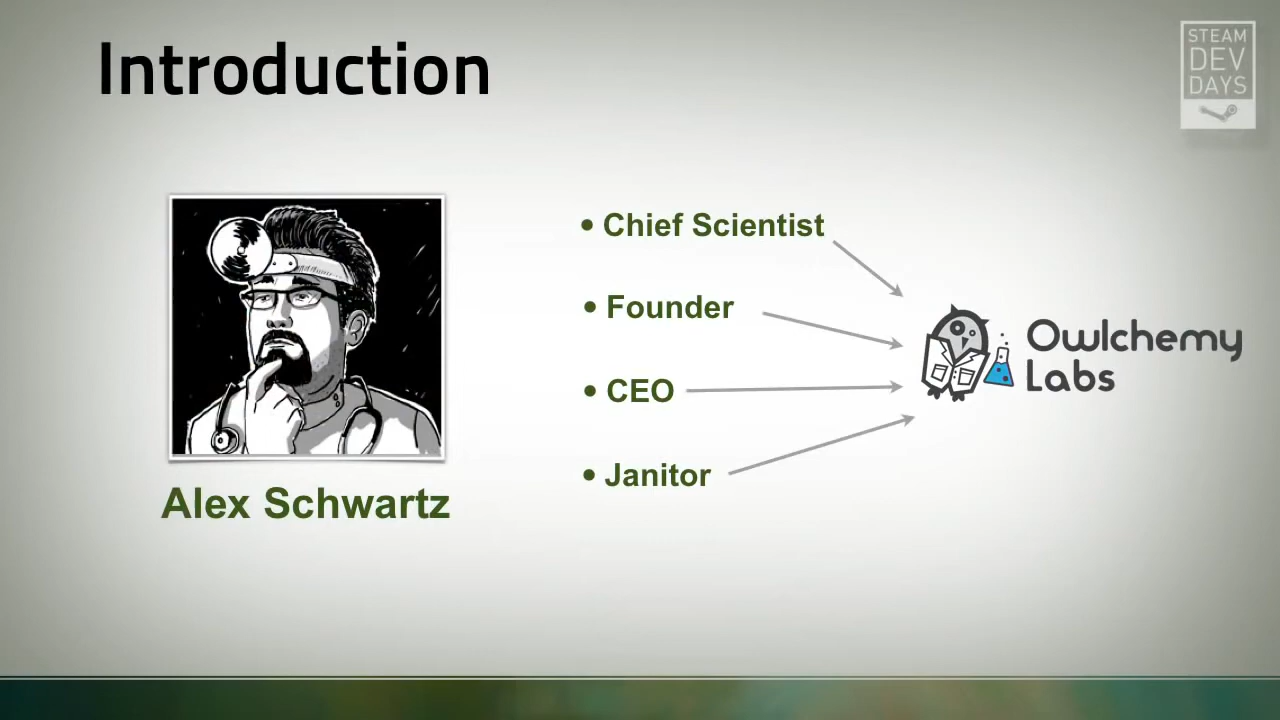 Introduction
STEAM
DEV
DAYS
• Chief Scientist
• Founder
Owlchemy
Labs
• CEO
• Janitor
Alex Schwartz